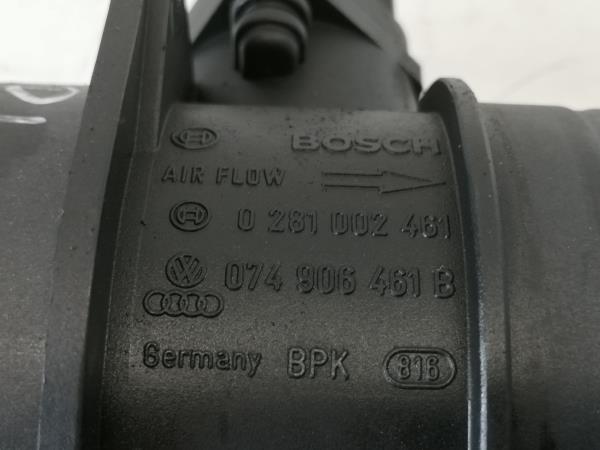 BOSCH
AIR FLOW
0 281 002 461
074 906 461 B
Germany BPK 816